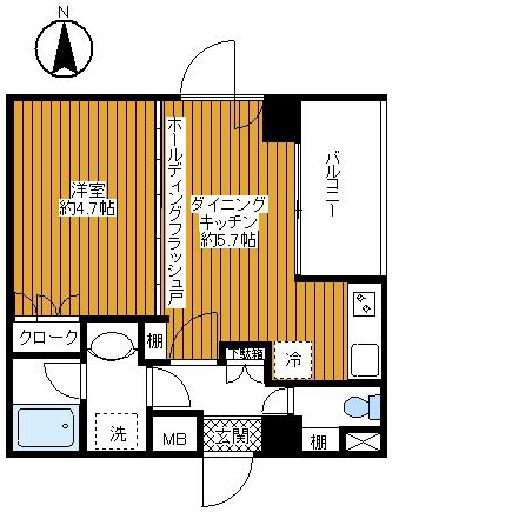 N
洋室
約4.7帖
ホールディングフラッシュ戸
ダイニング
キッチン
約5.7帖
バルコニー
クローク
棚
下駄箱
冷
洗
MB
玄関
棚